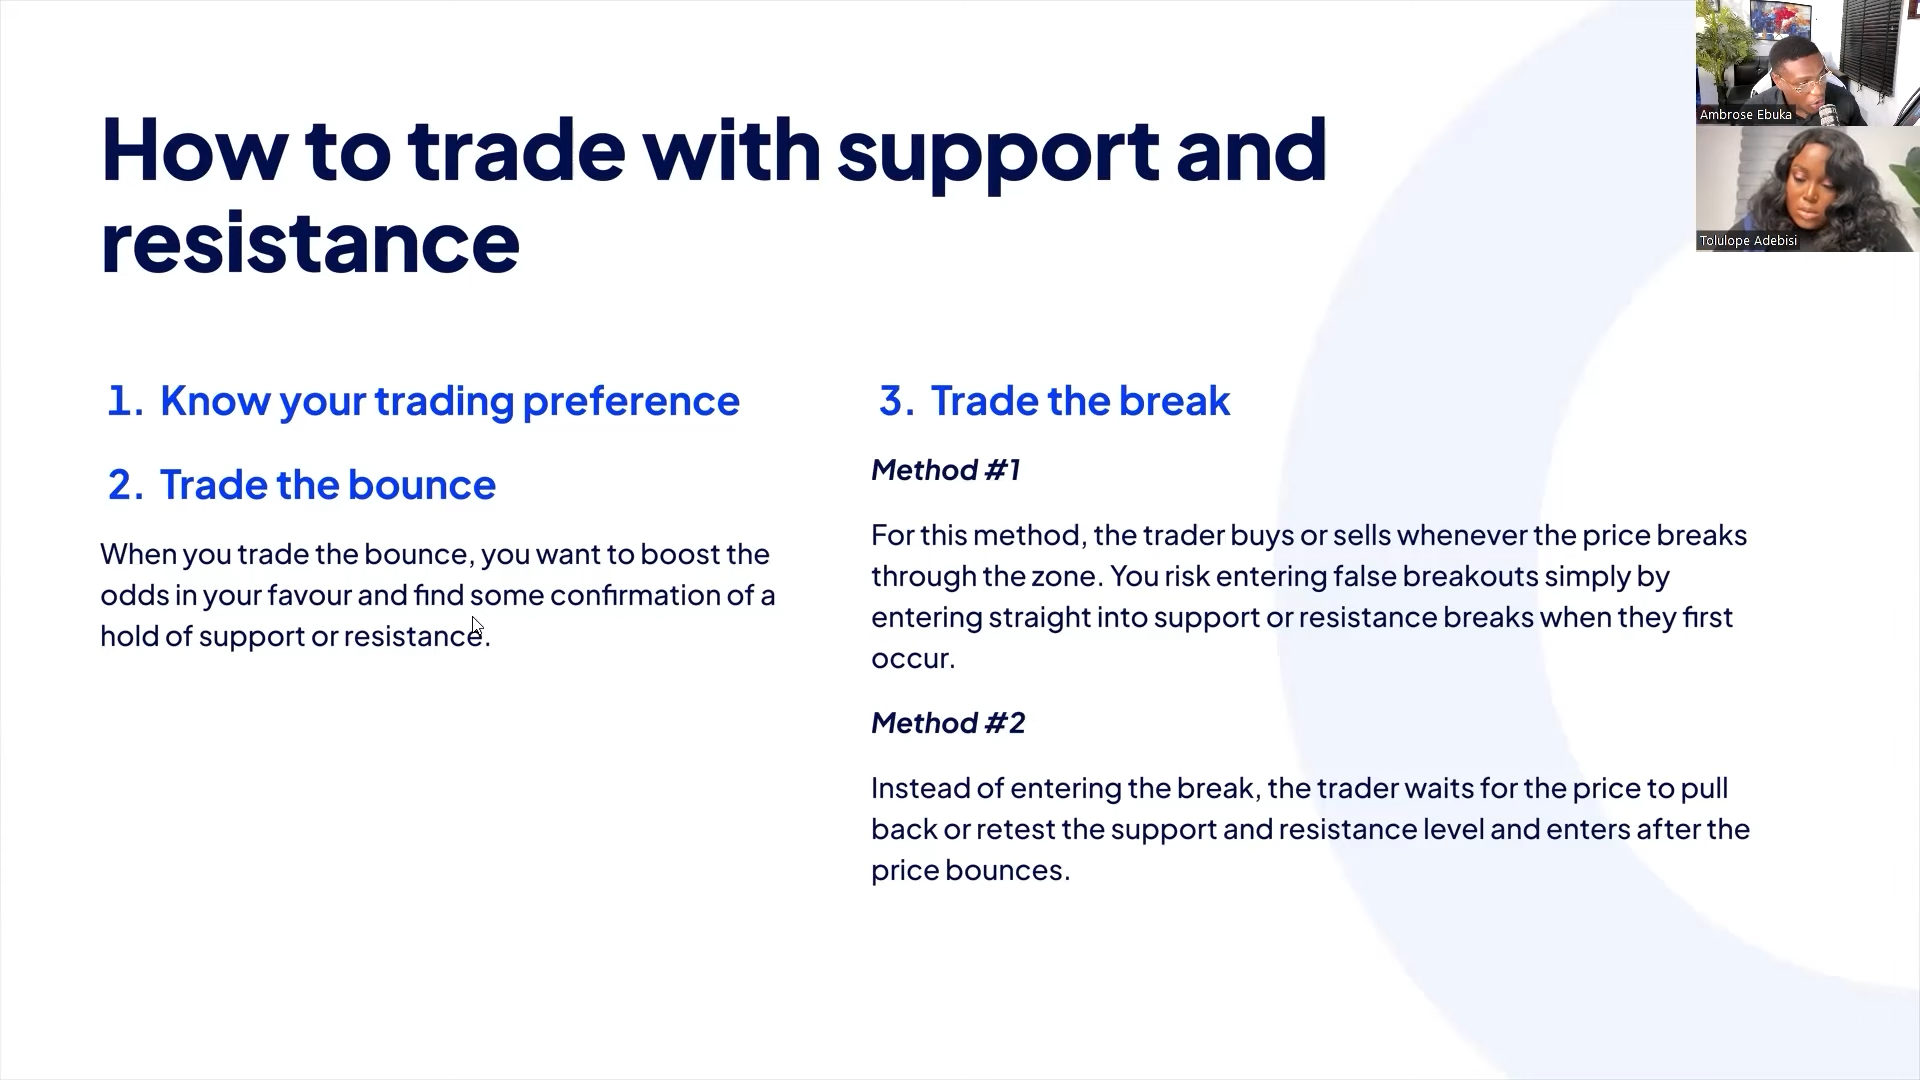 How to trade with support and
resistance
1. Know your trading preference
2. Trade the bounce
When you trade the bounce, you want to boost the
odds in your favour and find some confirmation of a
hold of support or resistance.
3. Trade the break
Method #1
For this method, the trader buys or sells whenever the price breaks
through the zone. You risk entering false breakouts simply by
entering straight into support or resistance breaks when they first
occur.
Method #2
Instead of entering the break, the trader waits for the price to pull
back or retest the support and resistance level and enters after the
price bounces.
Ambrose Ebuka
Tolulope Adebisi